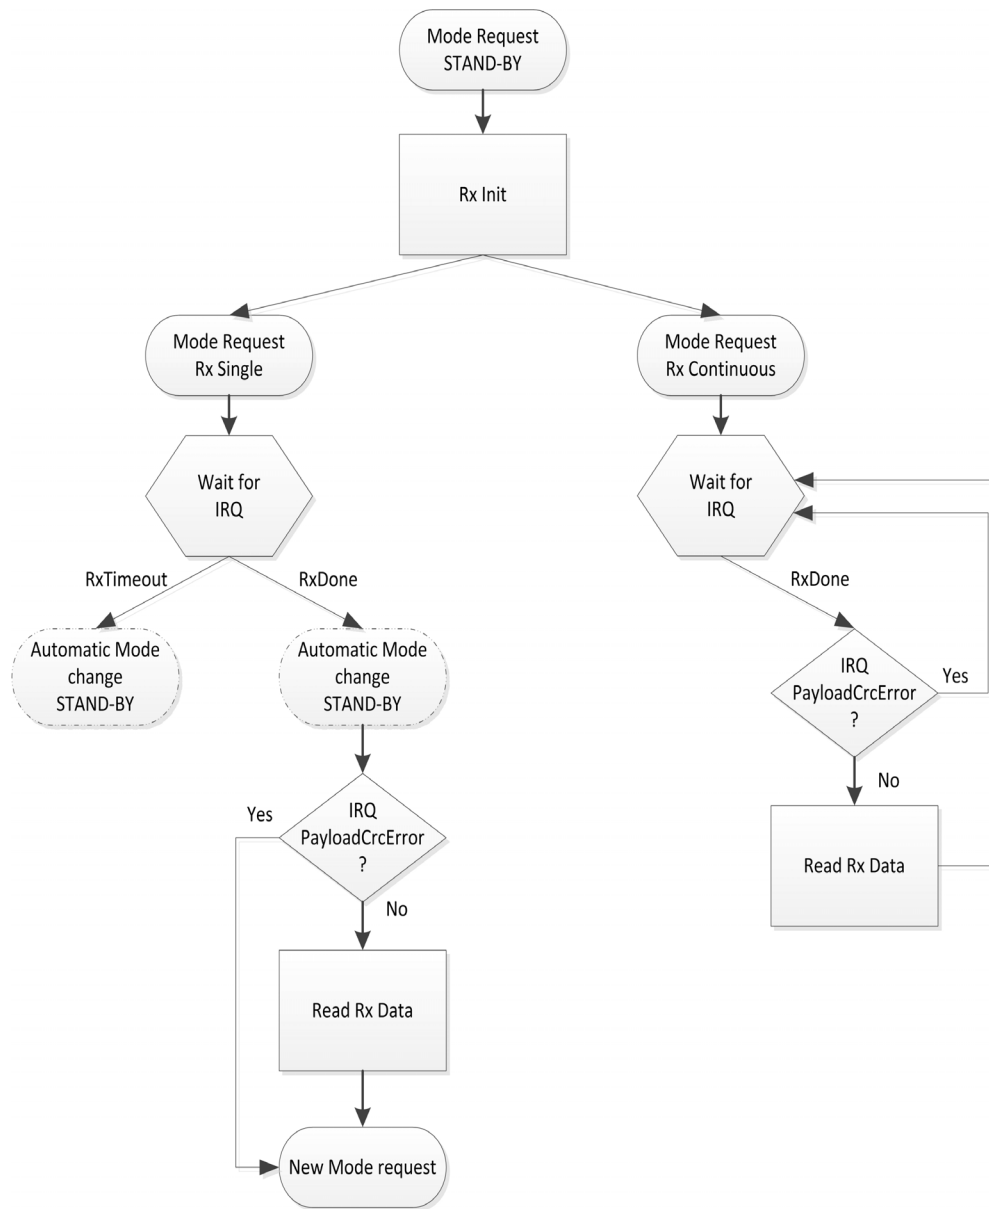 Mode Request
STAND-BY
Rx Init
Mode Request
Rx Single
Mode Request
Rx Continuous
Wait for
IRQ
Wait for
IRQ
RxTimeout
RxDone
RxDone
Automatic Mode
change
STAND-BY
Automatic Mode
change
STAND-BY
IRQ
PayloadCrcError
?
Yes
No
Read Rx Data
Yes
IRQ
PayloadCrcError
?
No
Read Rx Data
New Mode request